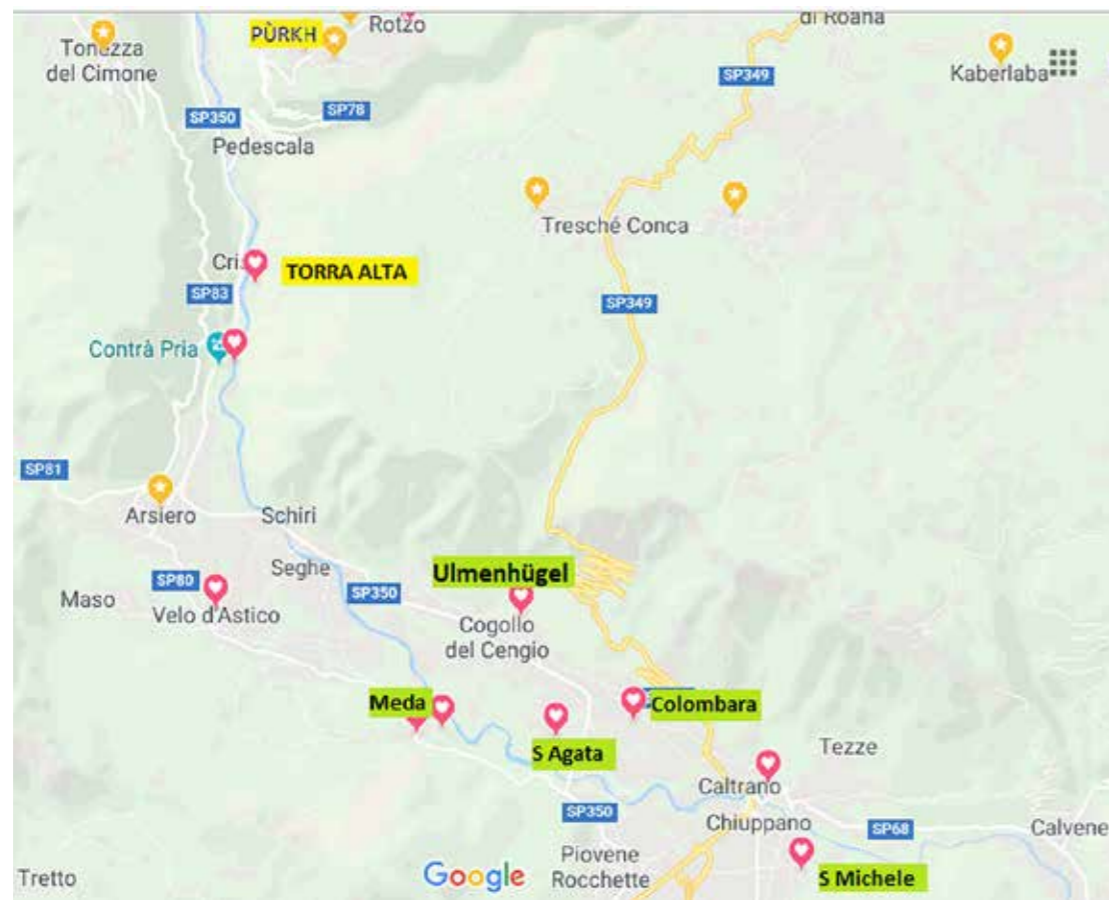 di Roana
PÙRKH
Rotzo
Tonezza
del Cimone
Kaberlaba
SP349
SP350
SP78
Pedescala
Tresché Conca
Cri
TORRA ALTA
SP83
SP349
Contrà Pria
SP81
Arsiero
Schiri
Seghe
Ulmenhügel
SP80
SP350
Maso
Velo d'Astico
Cogollo
del Cengio
Meda
Colombara
S Agata
Tezze
Caltrano
SP350
Chiuppano
SP68
Calvene
Piovene
Rocchette
Google
Tretto
S Michele